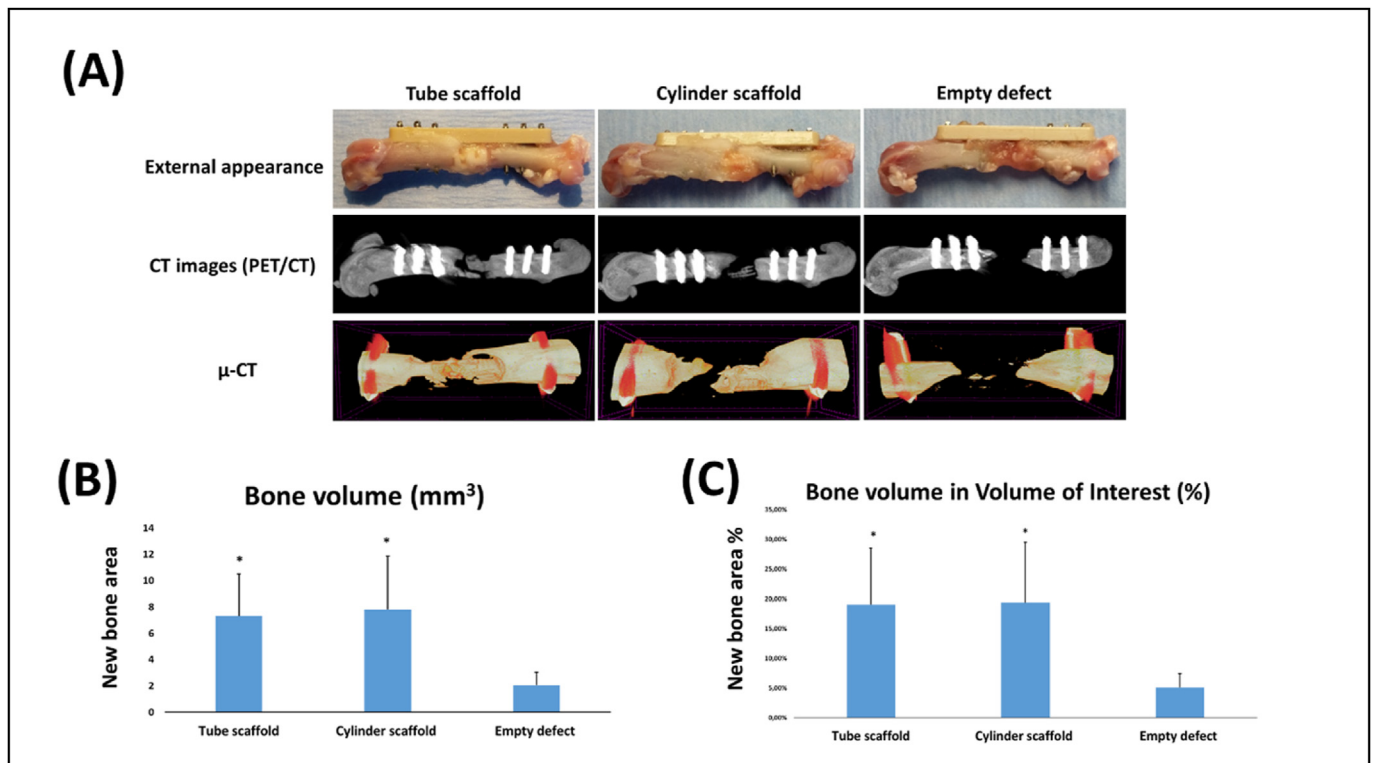 (A)
Tube scaffold
Cylinder scaffold
Empty defect
External appearance
CT images (PET/CT)
μ-CT
(B)
Bone volume (mm³)
New bone area
14
12
10
8
6
4
2
0
*
*
Tube scaffold
Cylinder scaffold
Empty defect
(C)
Bone volume in Volume of Interest (%)
New bone area %
35,00%
30,00%
25,00%
20,00%
15,00%
10,00%
5,00%
0,00%
*
*
Tube scaffold
Cylinder scaffold
Empty defect